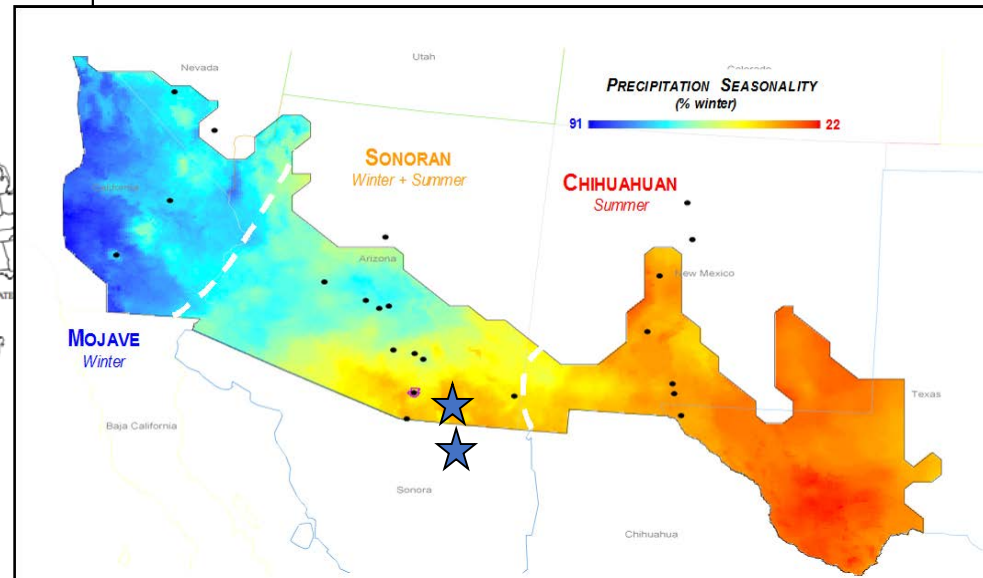 Nevada
Utah
PRECIPITATION SEASONALITY
(% winter)
91 22
SONORAN
Winter + Summer
CHIHUAHUAN
Summer
California
Arizona
New Mexico
MOJAVE
Winter
Texas
Baja California
Sonora
Chihuahua